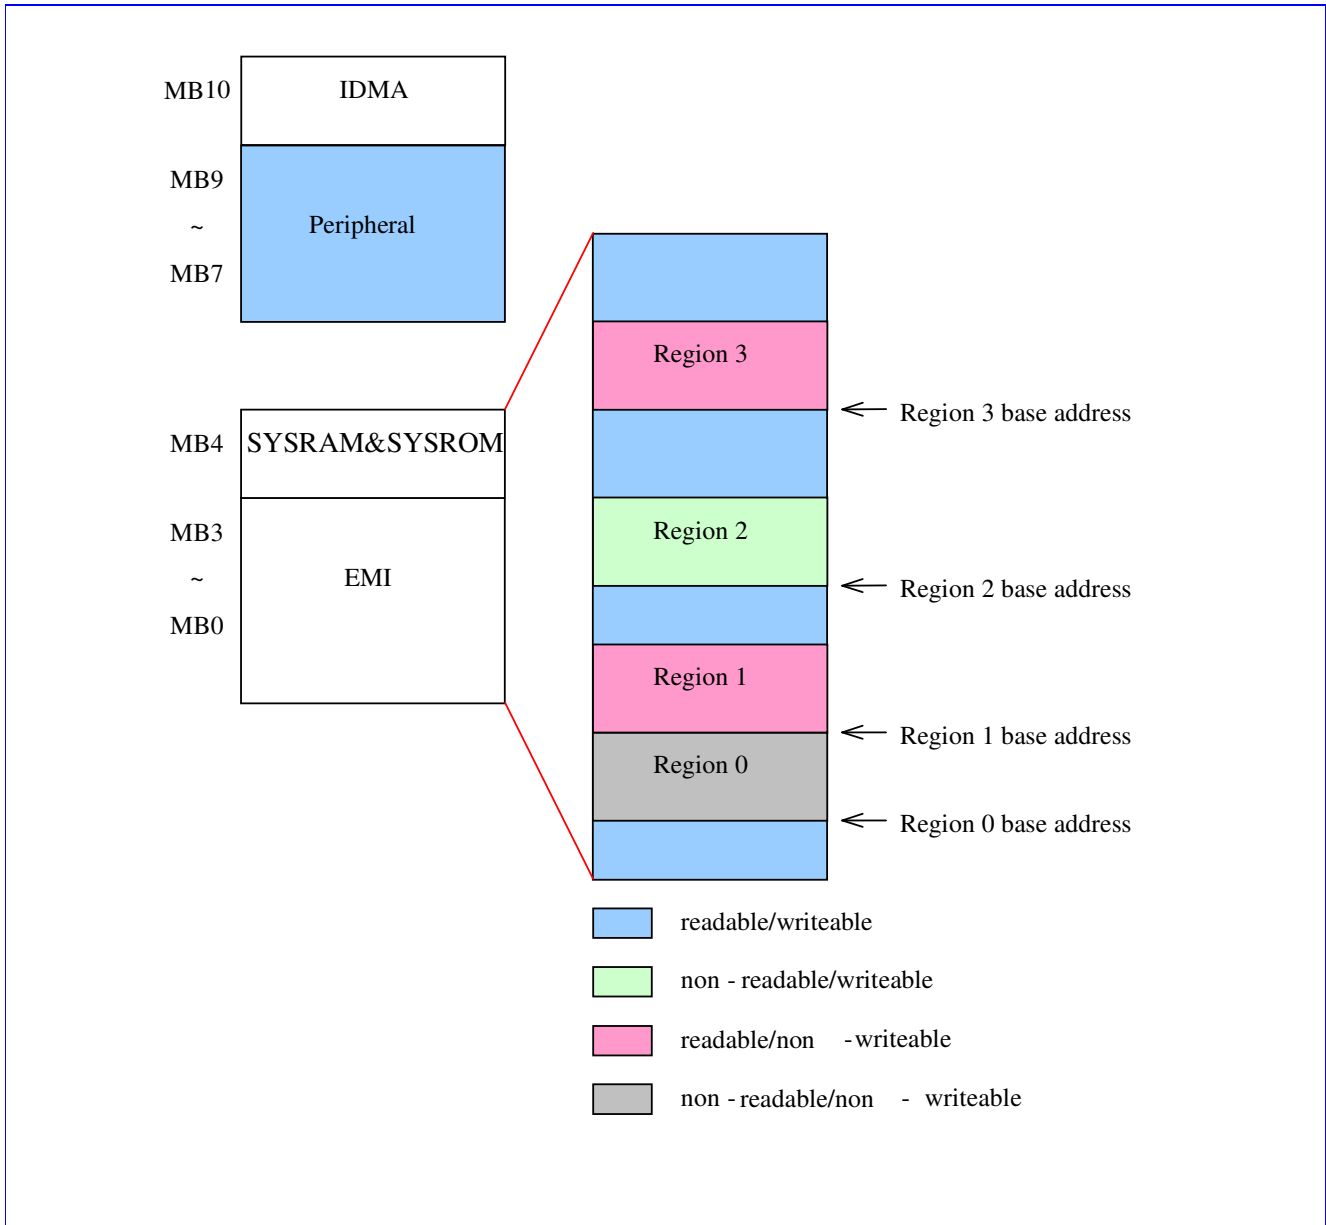 MB10
IDMA
MB9
~
MB7
Peripheral
MB4
SYSRAM&SYSROM
MB3
~
MB0
EMI
Region 3
Region 3 base address
Region 2
Region 2 base address
Region 1
Region 1 base address
Region 0
Region 0 base address
readable/writeable
non - readable/writeable
readable/non - writeable
non - readable/non - writeable